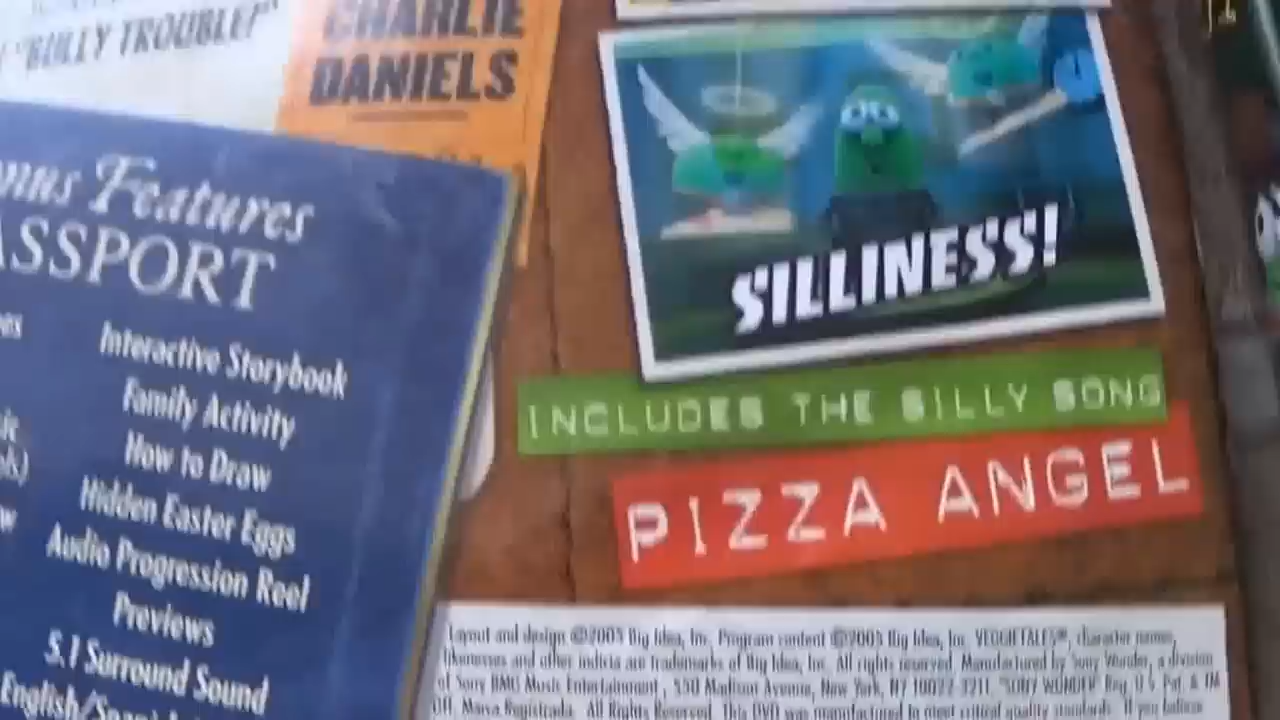 "BULLY TROUBLE!"
CHARLIE
DANIELS
Features
PASSPORT
Interactive Storybook
Family Activity
How to Draw
Hidden Easter Eggs
Audio Progression Reel
Previews
5.1 Surround Sound
SILLINESS!
INCLUDES THE SILLY SONG
PIZZA ANGEL
Layout and design ©2005 Big Idea, Inc. Program content ©2005 Big Idea, Inc. VEGGIETALES®, character names,
likenesses and other indicia are trademarks of Big Idea, Inc. All rights reserved. Manufactured by Sony Wonder, a division
of Sony BMG Music Entertainment, 550 Madison Avenue, New York, NY 10022-3211. "SONY WONDER" Reg. U.S. Pat. & TM
Off. Marca Registrada. All Rights Reserved. This DVD was manufactured to meet critical quality standards. If you believe